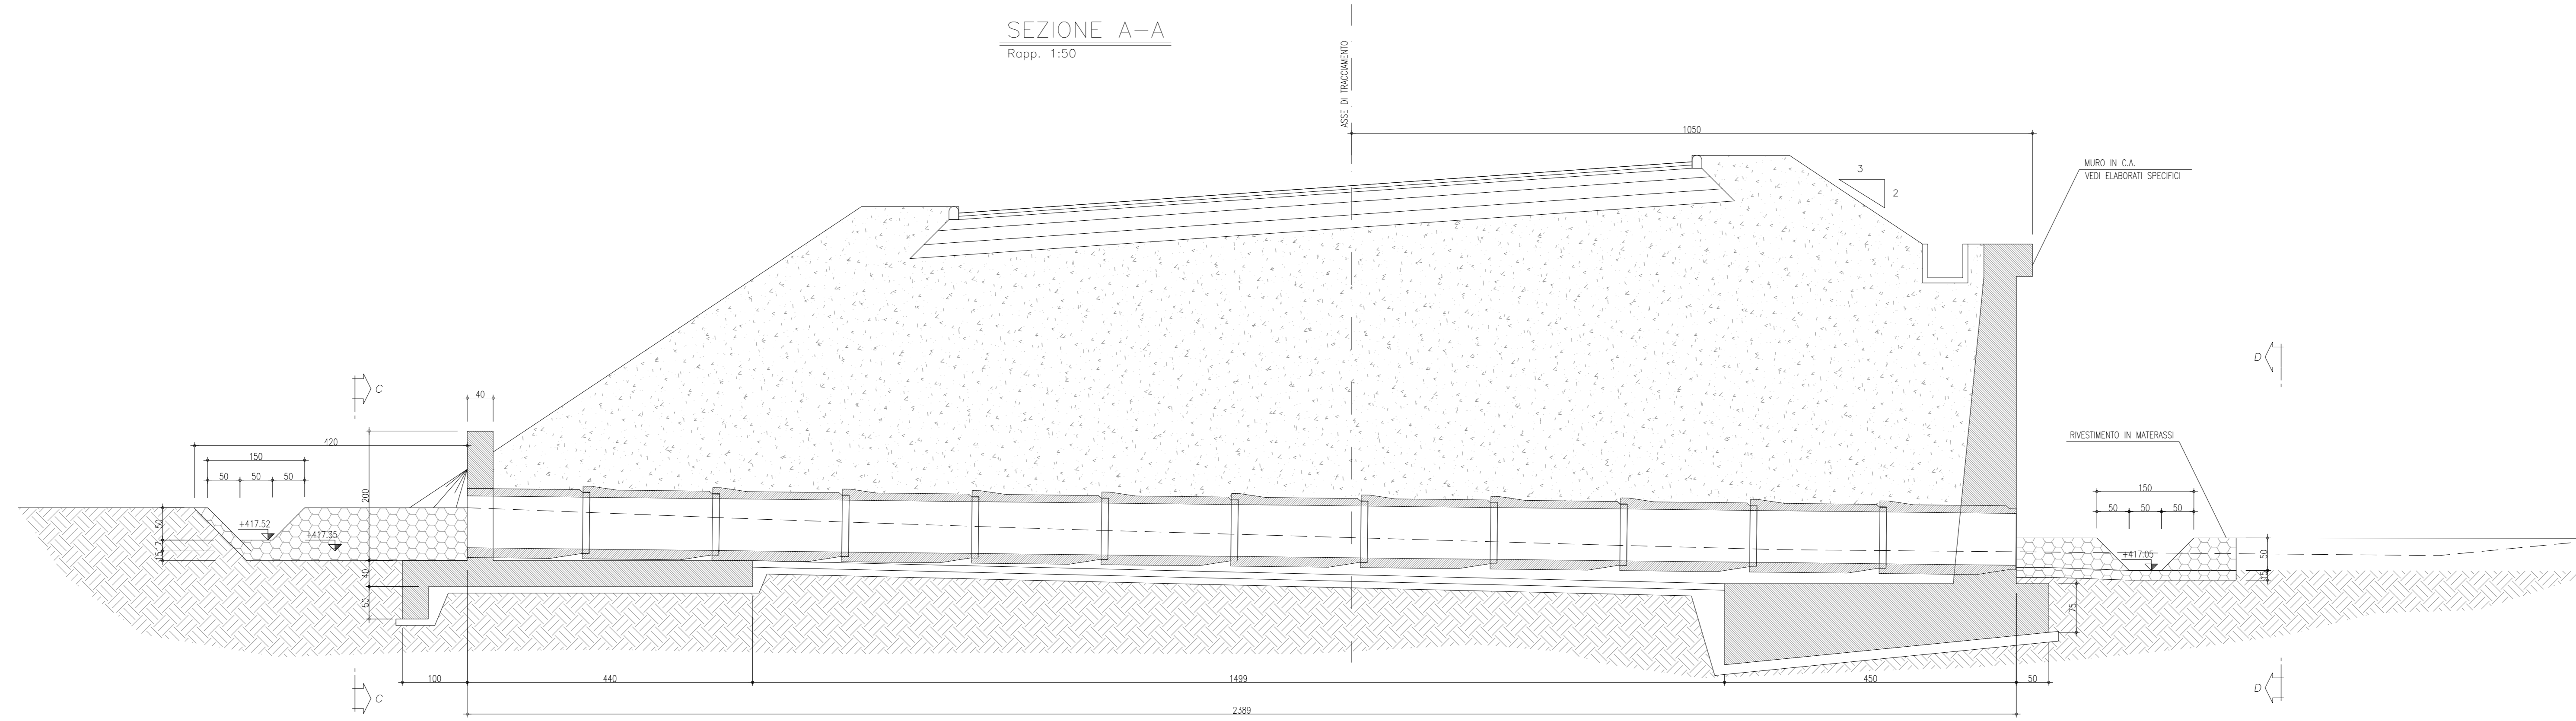 SEZIONE A-A
Rapp. 1:50
ASSE DI TRACCIAMENTO
1050
MURO IN C.A.
VEDI ELABORATI SPECIFICI
3
2
C
D
40
420
150
50 50 50
200
50
17
15
40
50
+417.52
+417.35
RIVESTIMENTO IN MATERASSI
150
50 50 50
+417.05
50
15
75
100
440
1499
450
50
C
D
2389